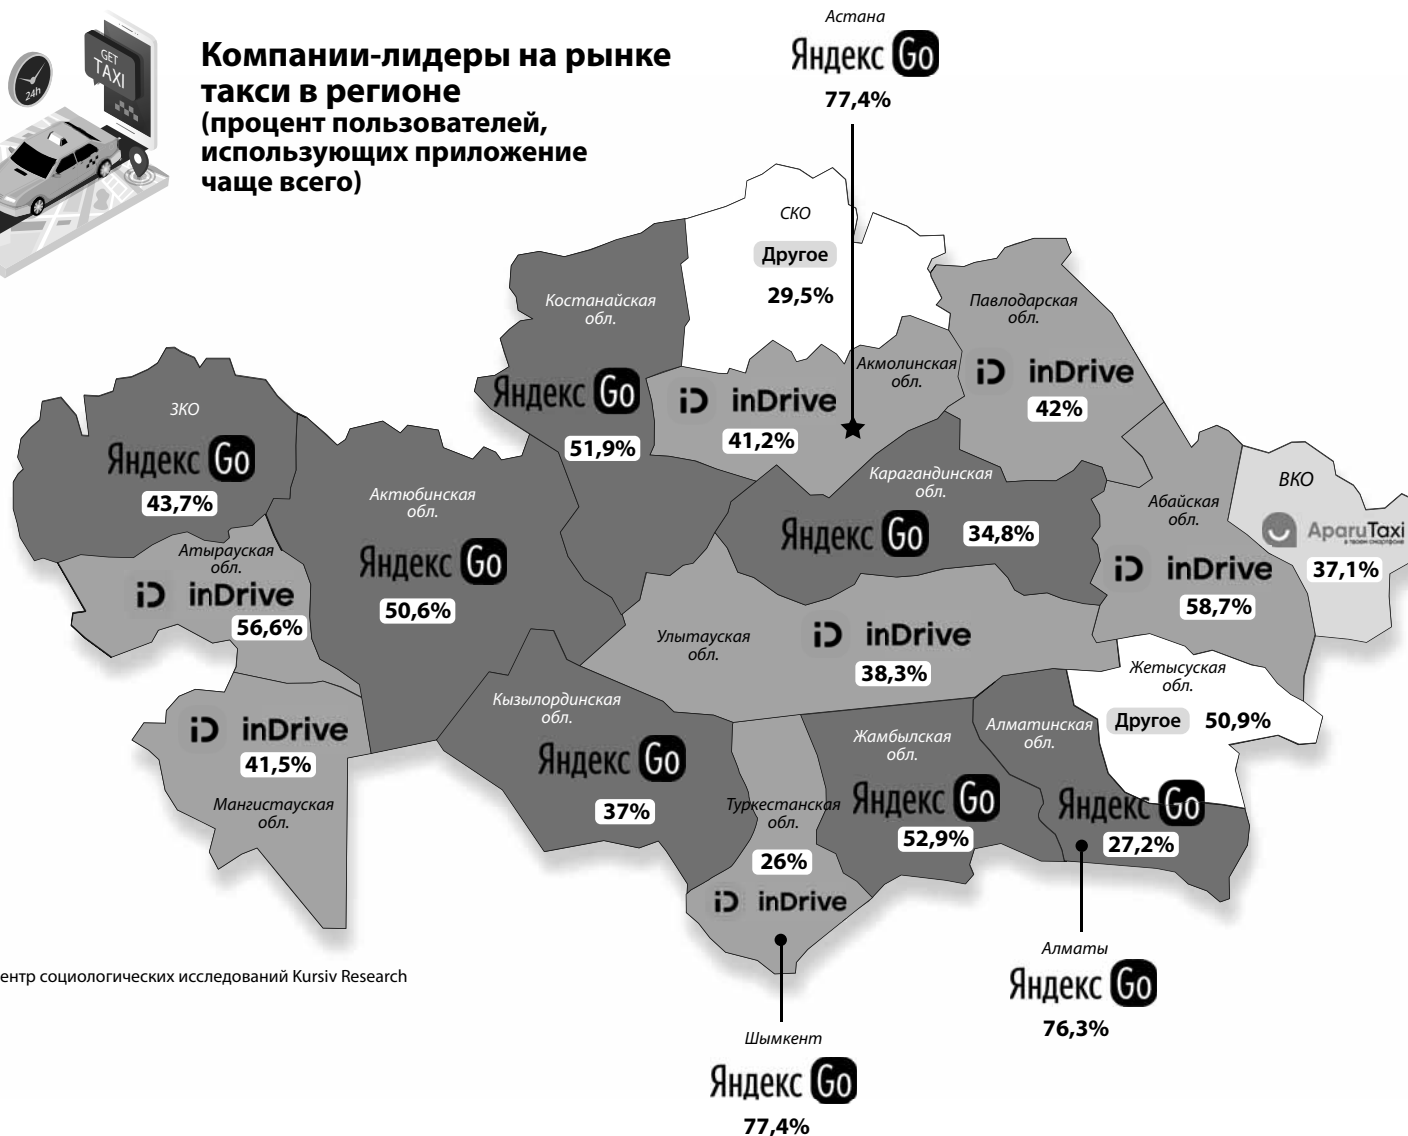 Астана
Яндекс Go
77,4%
GET
TAXI
24h
Компании-лидеры на рынке
такси в регионе
(процент пользователей,
использующих приложение
чаще всего)
СКО
Другое
29,5%
Костанайская
обл.
Яндекс Go
51,9%
Павлодарская
обл.
inDrive
42%
Акмолинская
обл.
inDrive
41,2%
ЗКО
Яндекс Go
43,7%
Актюбинская
обл.
Яндекс Go
50,6%
Карагандинская
обл.
Яндекс Go
34,8%
Абайская
обл.
inDrive
58,7%
ВКО
AparuTaxi
в твоем смартфоне
37,1%
Атырауская
обл.
inDrive
56,6%
Улытауская
обл.
inDrive
38,3%
Жетысуская
обл.
Другое 50,9%
Мангистауская
обл.
inDrive
41,5%
Кызылординская
обл.
Яндекс Go
37%
Туркестанская
обл.
26%
inDrive
Жамбылская
обл.
Яндекс Go
52,9%
Алматинская
обл.
Яндекс Go
27,2%
Алматы
Яндекс Go
76,3%
ентр социологических исследований Kursiv Research
Шымкент
Яндекс Go
77,4%